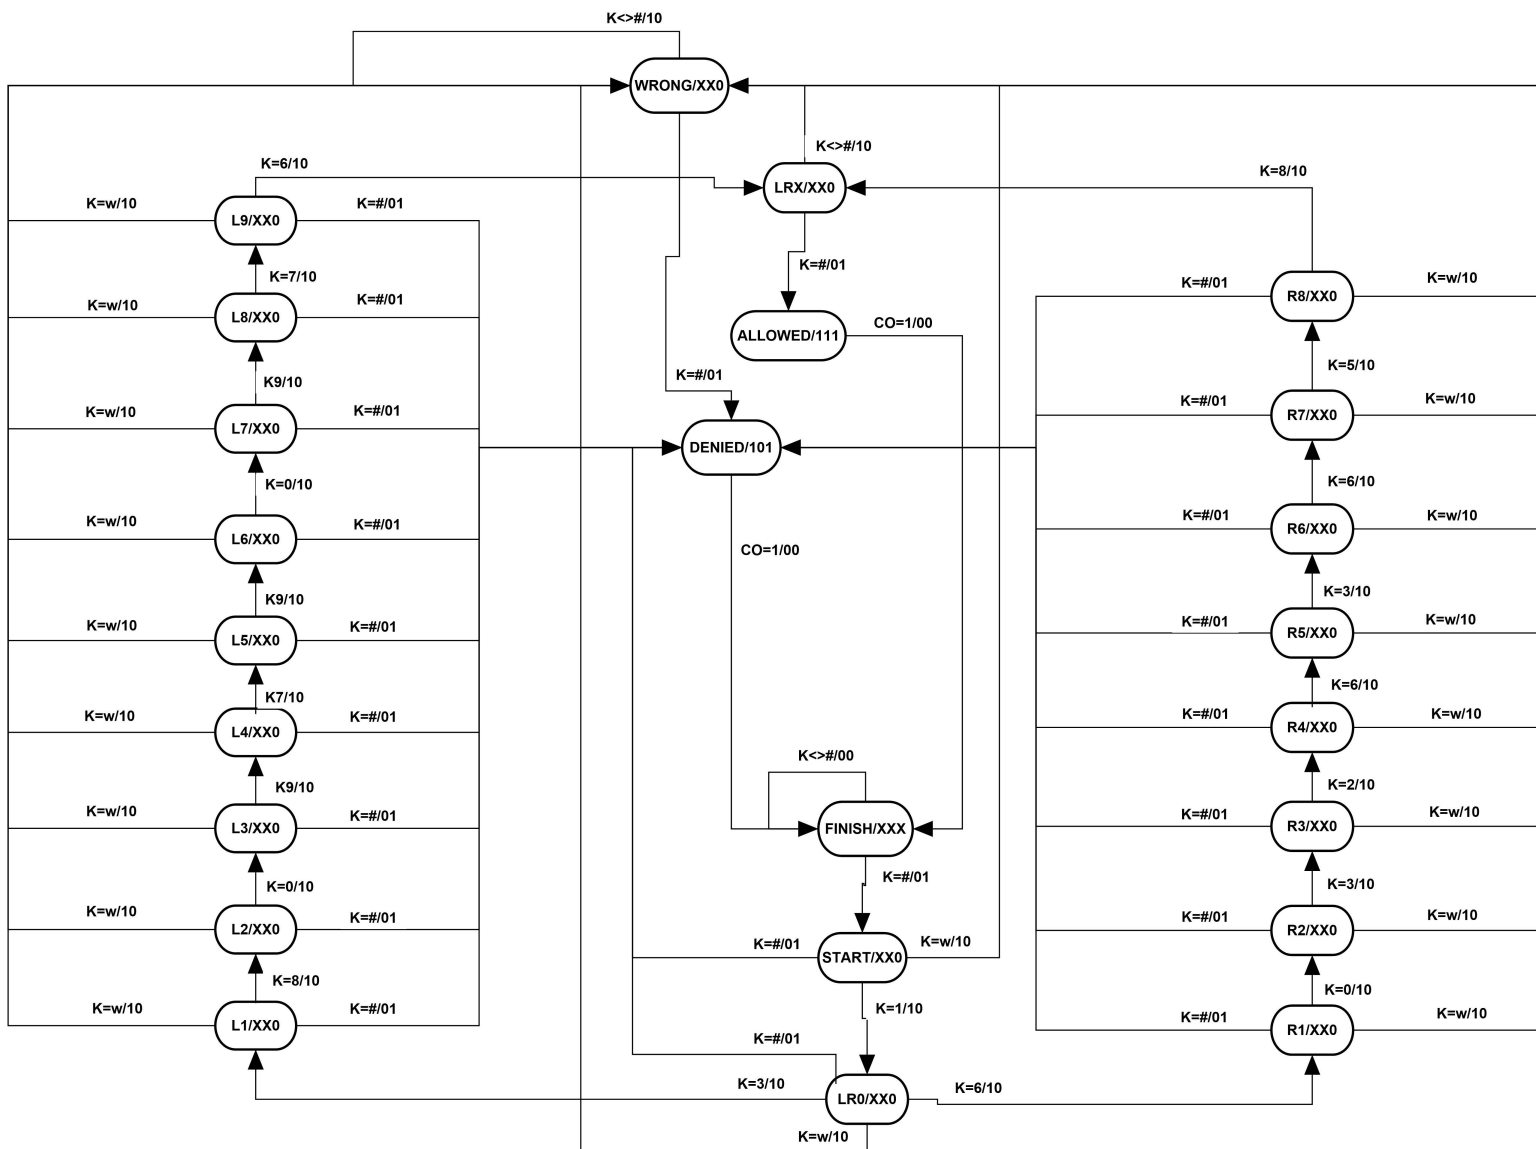 K<>#/10
WRONG/XX0
K<>#/10
K=6/10
K=8/10
LRX/XX0
K=w/10
K=#/01
L9/XX0
K=#/01
K=7/10
K=#/01
K=w/10
R8/XX0
K=w/10
K=#/01
L8/XX0
CO=1/00
ALLOWED/111
K=5/10
K9/10
K=#/01
K=w/10
K=#/01
K=#/01
K=w/10
R7/XX0
L7/XX0
DENIED/101
K=0/10
K=6/10
K=w/10
K=#/01
K=#/01
K=w/10
R6/XX0
L6/XX0
CO=1/00
K9/10
K=3/10
K=w/10
K=#/01
K=#/01
K=w/10
R5/XX0
L5/XX0
K7/10
K=6/10
K=w/10
K=#/01
K=#/01
K=w/10
R4/XX0
L4/XX0
K<>#/00
K9/10
K=2/10
K=w/10
K=#/01
K=#/01
K=w/10
R3/XX0
L3/XX0
FINISH/XXX
K=#/01
K=0/10
K=3/10
K=w/10
K=#/01
K=#/01
K=w/10
L2/XX0
R2/XX0
K=#/01
K=w/10
START/XX0
K=8/10
K=0/10
K=w/10
K=#/01
K=1/10
K=#/01
K=w/10
L1/XX0
R1/XX0
K=#/01
K=3/10
K=6/10
LR0/XX0
K=w/10